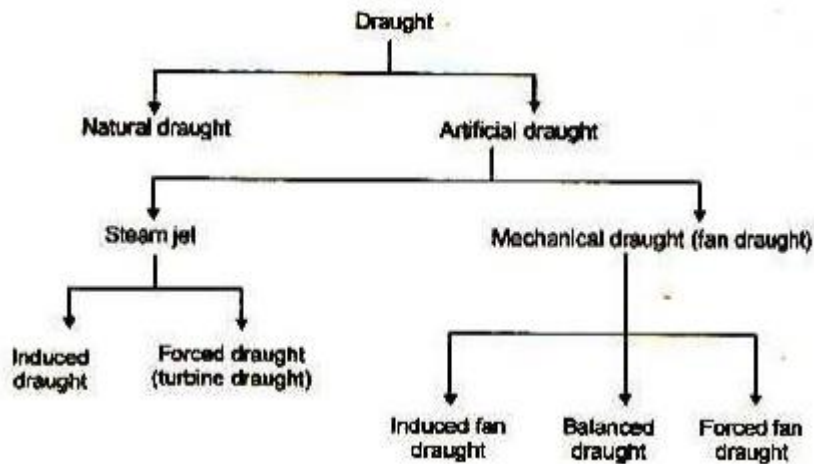 Draught
Natural draught
Artificial draught
Steam jet
Mechanical draught (fan draught)
Induced
draught
Forced draught
(turbine draught)
Induced fan
draught
Balanced
draught
Forced fan
draught